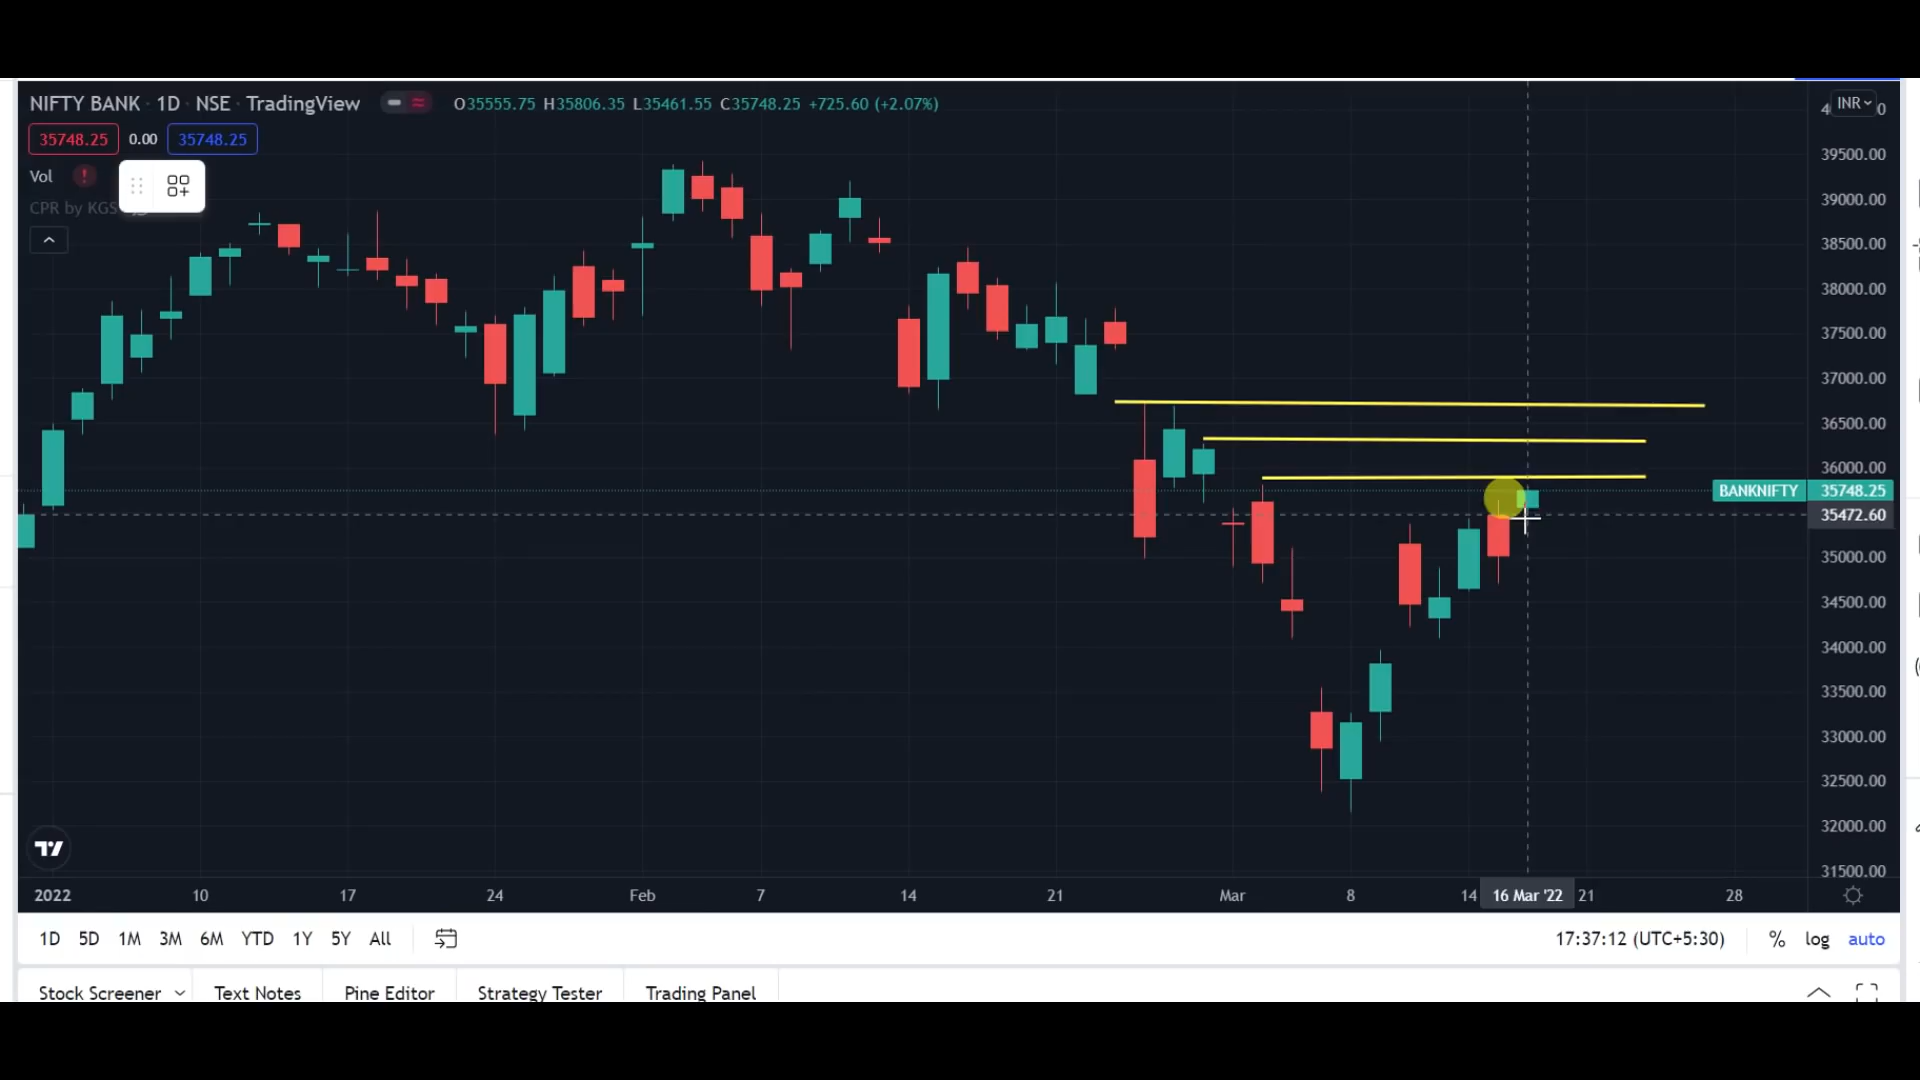 NIFTY BANK · 1D · NSE · TradingView O35555.75 H35806.35 L35461.55 C35748.25 +725.60 (+2.07%)
INR
35748.25 0.00 35748.25
Vol !
CPR by KGS
39500.00
39000.00
38500.00
38000.00
37500.00
37000.00
36500.00
36000.00
BANKNIFTY 35748.25
35472.60
35000.00
34500.00
34000.00
33500.00
33000.00
32500.00
32000.00
31500.00
2022 10 17 24 Feb 7 14 21 Mar 8 14 16 Mar '22 21 28
1D 5D 1M 3M 6M YTD 1Y 5Y All 17:37:12 (UTC+5:30) % log auto
Stock Screener Text Notes Pine Editor Strategy Tester Trading Panel